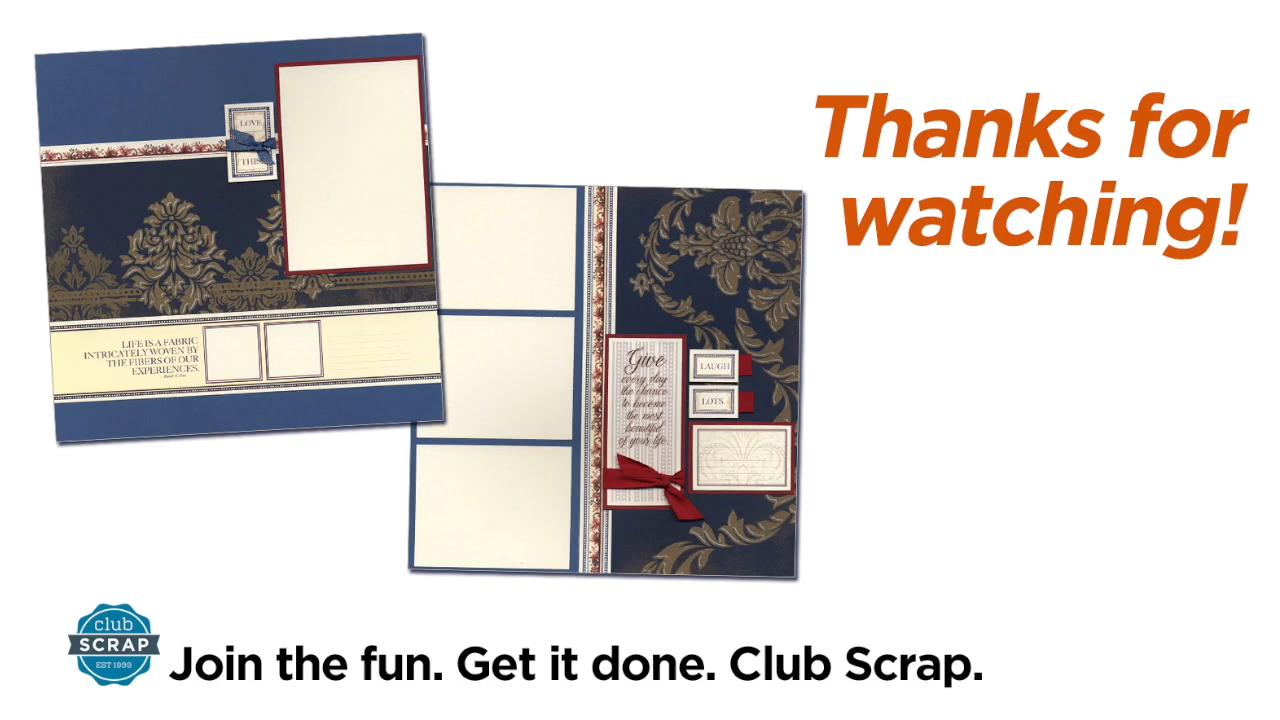 Thanks for
watching!
LOVE
THIS
LIFE IS A FABRIC
INTRICATELY WOVEN BY
THE FIBERS OF OUR
EXPERIENCES.
Give
every day
the chance
to become
the most
beautiful
of your life.
LAUGH
LOTS.
club
SCRAP
EST 1999
Join the fun. Get it done. Club Scrap.